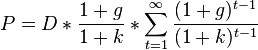 P = D * \frac{1+g}{1+k} * \sum_{t=1}^{\infty} \frac{(1+g)^{t-1}}{(1+k)^{t-1}}